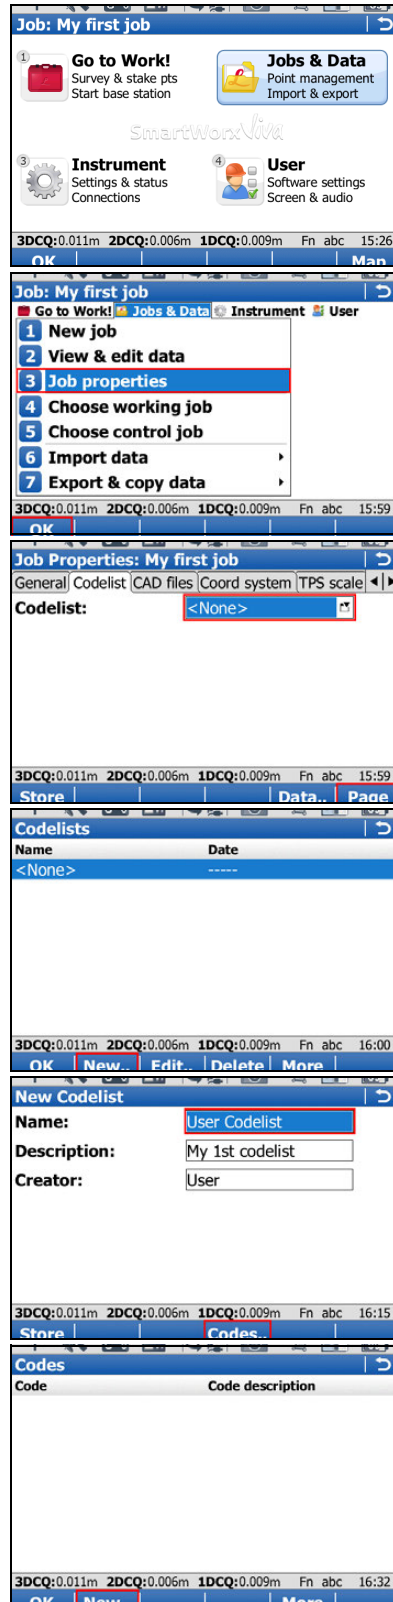 Job: My first job
1 Go to Work!
Survey & stake pts
Start base station
Jobs & Data
Point management
Import & export
SmartWorx Viva
3 Instrument
Settings & status
Connections
4 User
Software settings
Screen & audio
3DCQ:0.011m 2DCQ:0.006m 1DCQ:0.009m Fn abc 15:26
OK Map
Job: My first job
Go to Work! Jobs & Data Instrument User
1 New job
2 View & edit data
3 Job properties
4 Choose working job
5 Choose control job
6 Import data
7 Export & copy data
3DCQ:0.011m 2DCQ:0.006m 1DCQ:0.009m Fn abc 15:59
OK
Job Properties: My first job
General Codelist CAD files Coord system TPS scale
Codelist: <None>
3DCQ:0.011m 2DCQ:0.006m 1DCQ:0.009m Fn abc 15:59
Store Data.. Page
Codelists
Name Date
<None> -----
3DCQ:0.011m 2DCQ:0.006m 1DCQ:0.009m Fn abc 16:00
OK New.. Edit.. Delete More
New Codelist
Name: User Codelist
Description: My 1st codelist
Creator: User
3DCQ:0.011m 2DCQ:0.006m 1DCQ:0.009m Fn abc 16:15
Store Codes..
Codes
Code Code description
3DCQ:0.011m 2DCQ:0.006m 1DCQ:0.009m Fn abc 16:32
OK New.. More